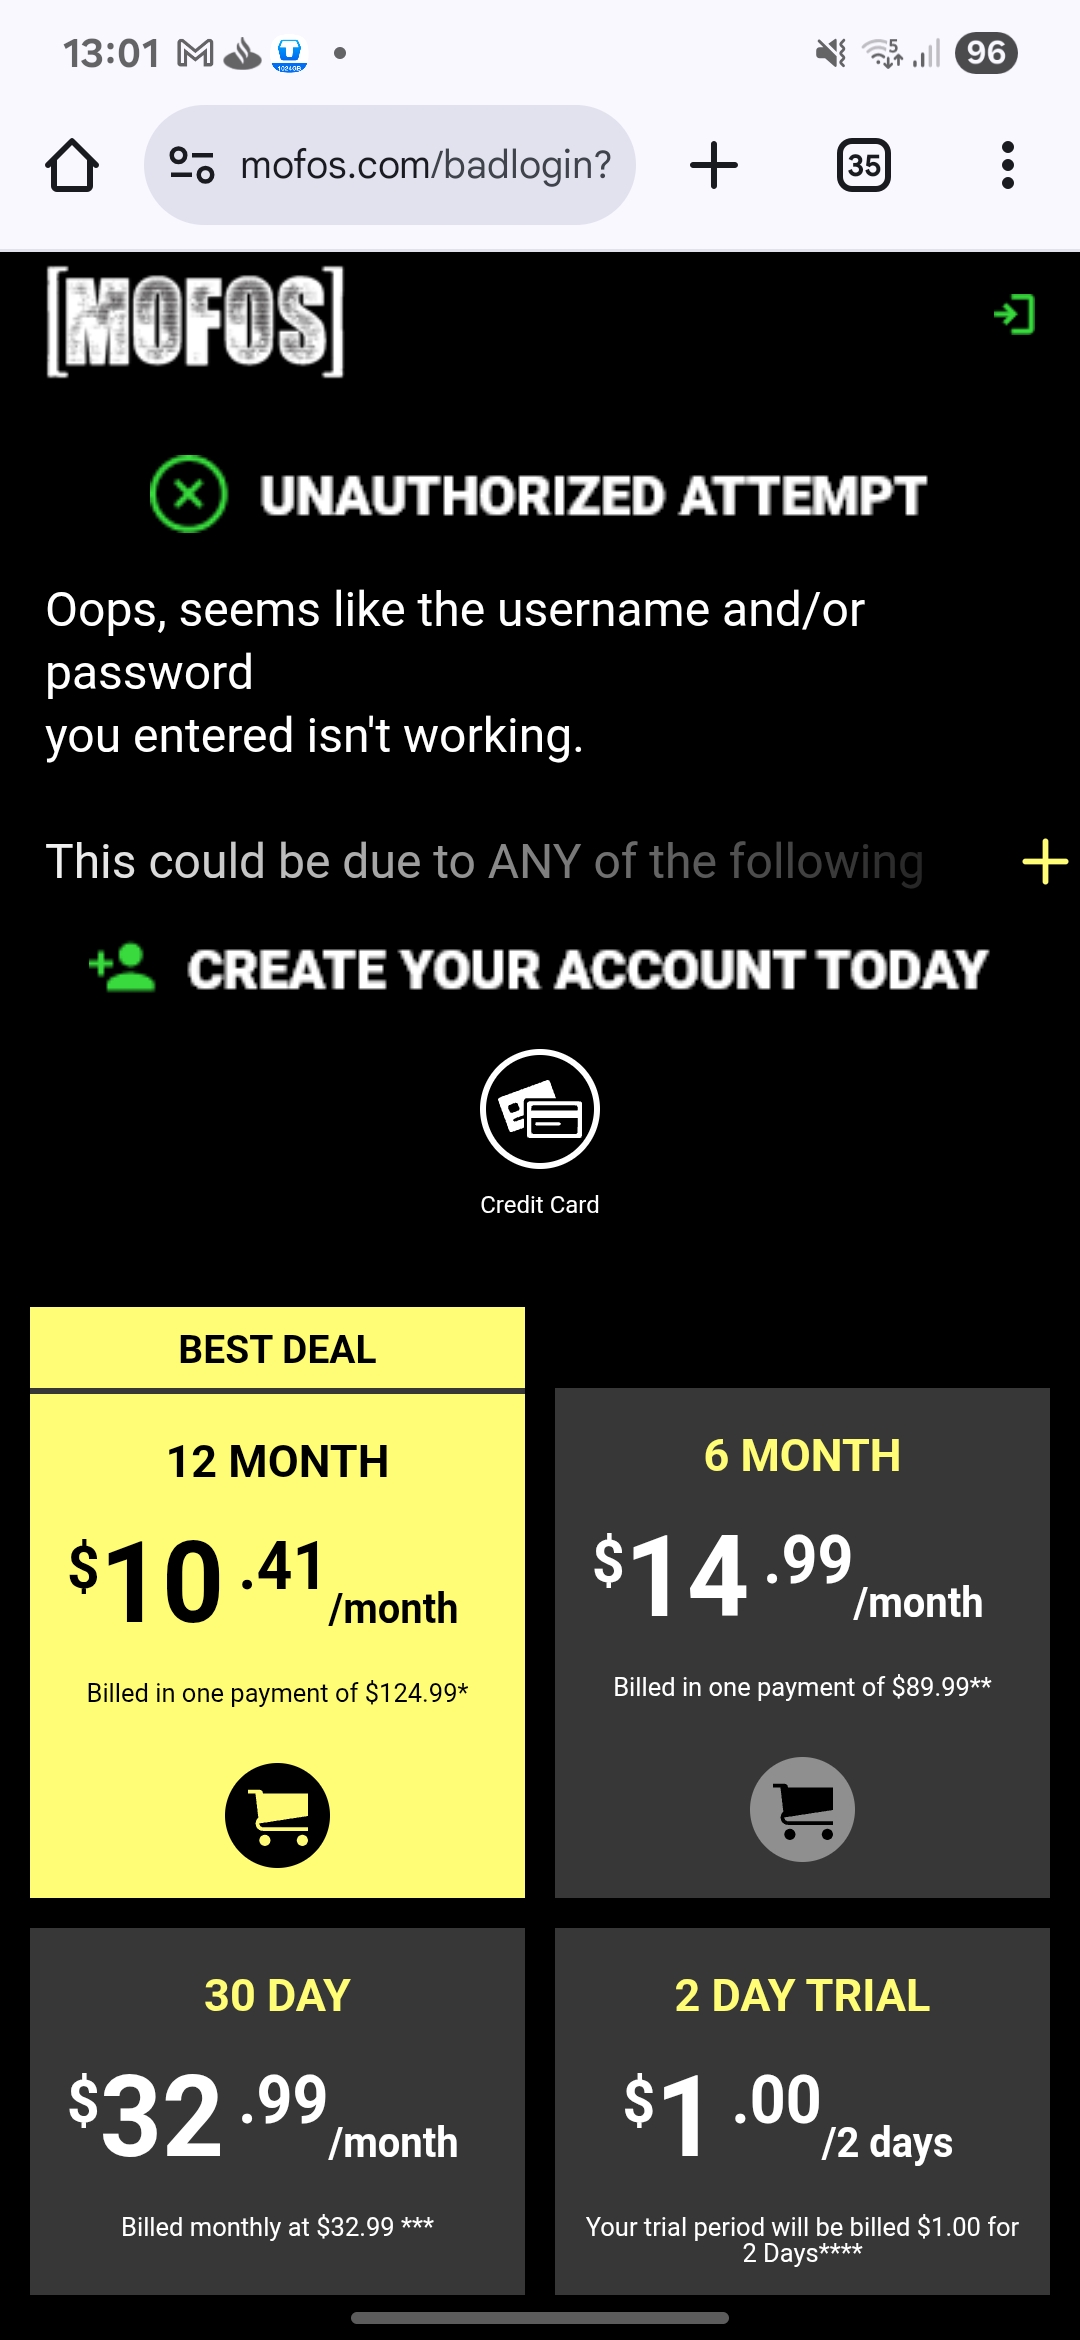 13:01
1024GB
5
96
mofos.com/badlogin?
35
[MOFOS]
UNAUTHORIZED ATTEMPT
Oops, seems like the username and/or
password
you entered isn't working.
This could be due to ANY of the following
CREATE YOUR ACCOUNT TODAY
Credit Card
BEST DEAL
12 MONTH
$10.41/month
Billed in one payment of $124.99*
6 MONTH
$14.99/month
Billed in one payment of $89.99**
30 DAY
$32.99/month
Billed monthly at $32.99 ***
2 DAY TRIAL
$1.00/2 days
Your trial period will be billed $1.00 for
2 Days****